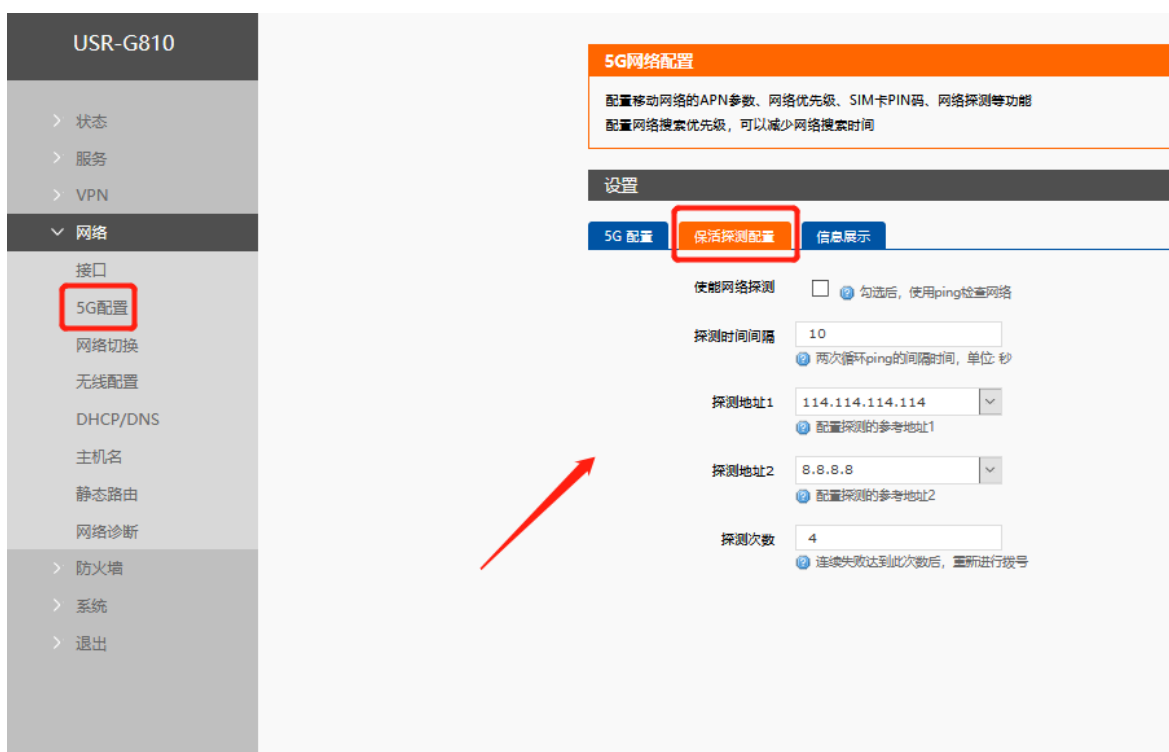 USR-G810
状态
服务
VPN
网络
接口
5G配置
网络切换
无线配置
DHCP/DNS
主机名
静态路由
网络诊断
防火墙
系统
退出
5G网络配置
配置移动网络的APN参数、网络优先级、SIM卡PIN码、网络探测等功能
配置网络搜索优先级，可以减少网络搜索时间
设置
5G 配置 保活探测配置 信息展示
使能网络探测 勾选后，使用ping检查网络
探测时间间隔 10
两次循环ping的间隔时间，单位: 秒
探测地址1 114.114.114.114
配置探测的参考地址1
探测地址2 8.8.8.8
配置探测的参考地址2
探测次数 4
连续失败达到此次数后，重新进行拨号